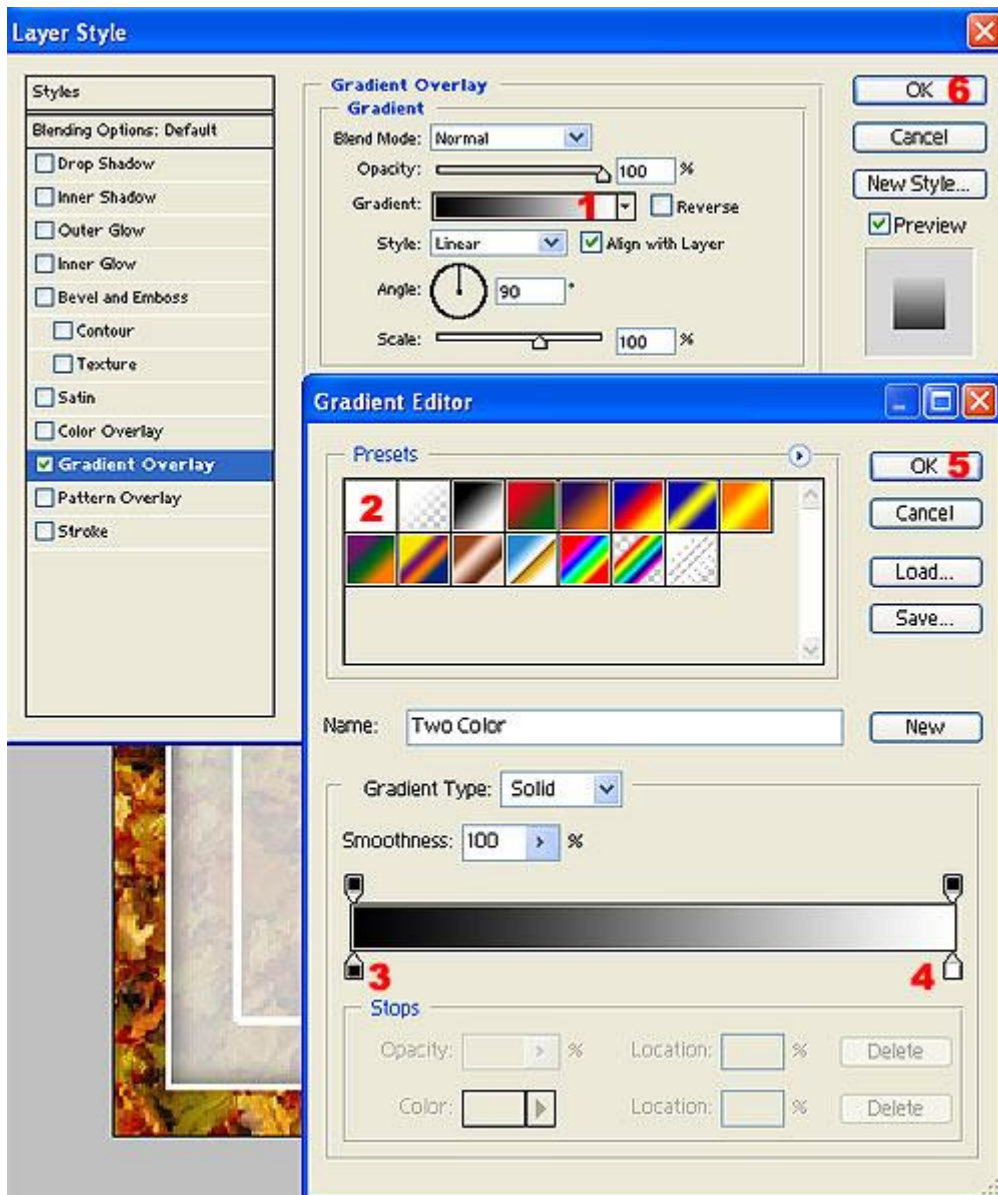 Layer Style
Styles
Blending Options: Default
Drop Shadow
Inner Shadow
Outer Glow
Inner Glow
Bevel and Emboss
Contour
Texture
Satin
Color Overlay
Gradient Overlay
Pattern Overlay
Stroke
Gradient Overlay
Gradient
Blend Mode: Normal
Opacity: 100 %
Gradient: 1 Reverse
Style: Linear Align with Layer
Angle: 90 °
Scale: 100 %
OK 6
Cancel
New Style...
Preview
Gradient Editor
Presets
2
OK 5
Cancel
Load...
Save...
Name: Two Color New
Gradient Type: Solid
Smoothness: 100 %
3 4
Stops
Opacity: % Location: % Delete
Color: Location: % Delete